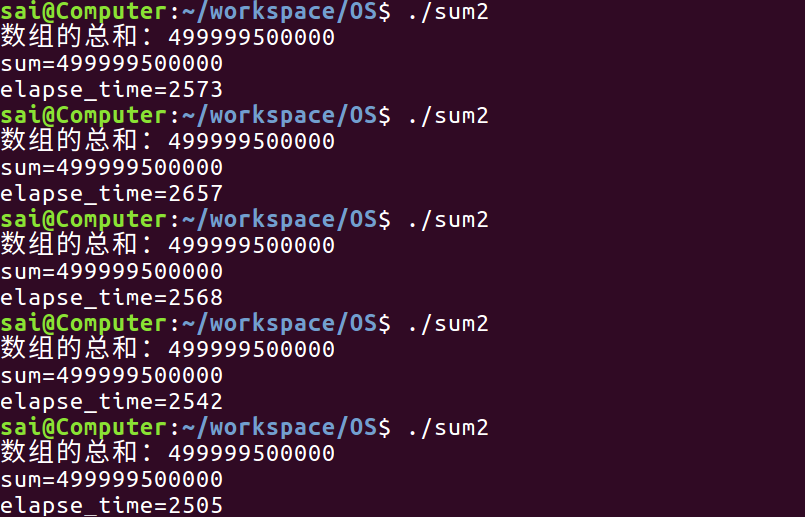 sai@Computer:~/workspace/OS$ ./sum2
数组的总和：499999500000
sum=499999500000
elapse_time=2573
sai@Computer:~/workspace/OS$ ./sum2
数组的总和：499999500000
sum=499999500000
elapse_time=2657
sai@Computer:~/workspace/OS$ ./sum2
数组的总和：499999500000
sum=499999500000
elapse_time=2568
sai@Computer:~/workspace/OS$ ./sum2
数组的总和：499999500000
sum=499999500000
elapse_time=2542
sai@Computer:~/workspace/OS$ ./sum2
数组的总和：499999500000
sum=499999500000
elapse_time=2505